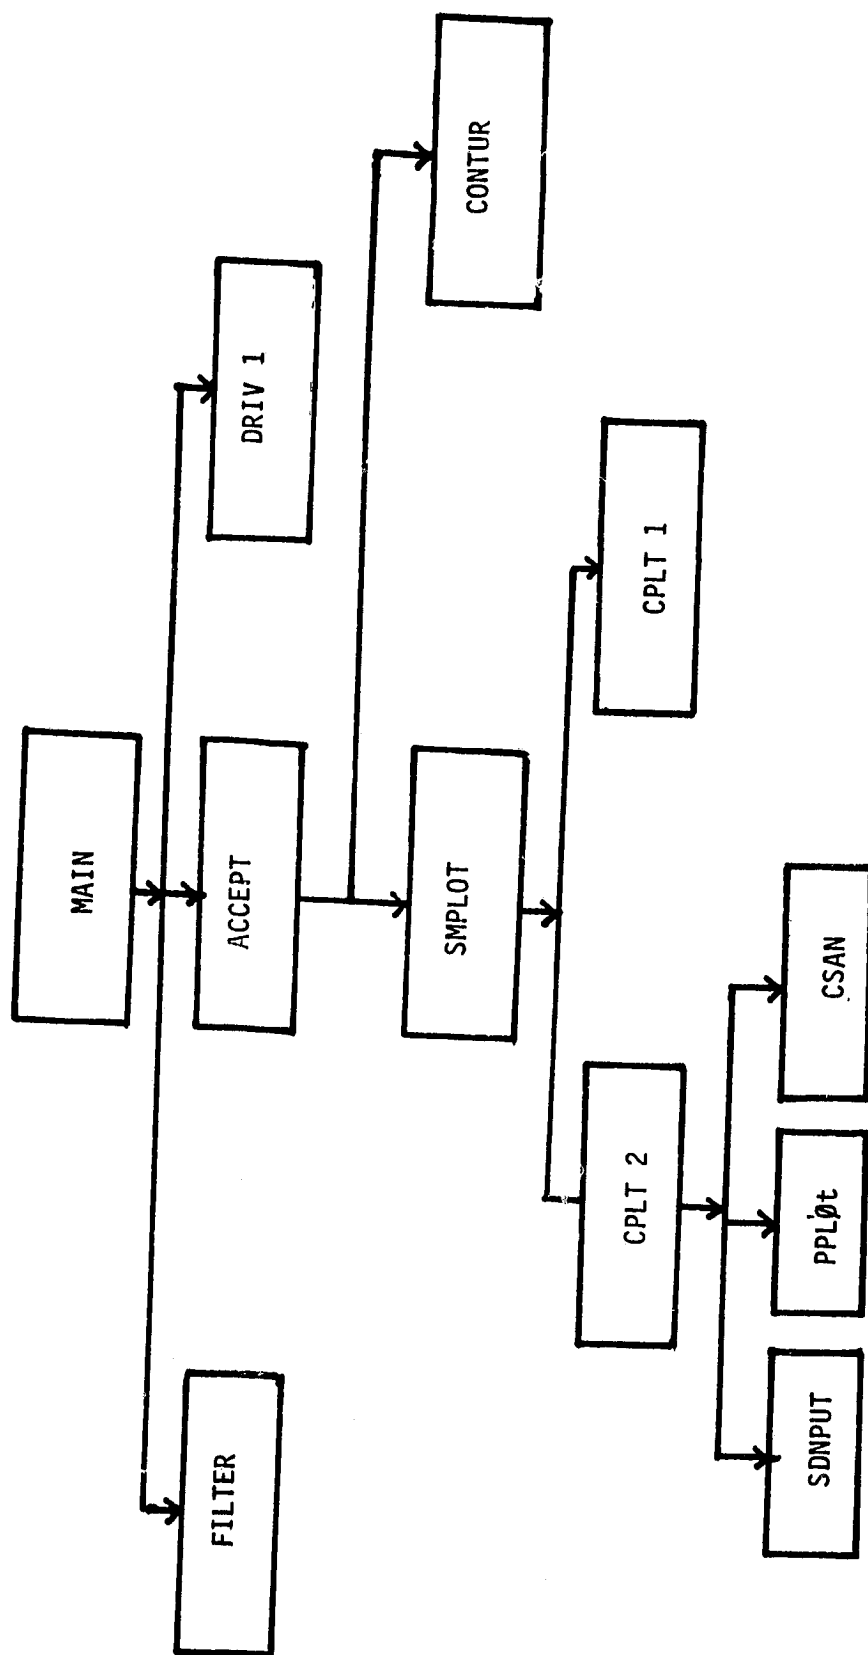 MAIN
FILTER
ACCEPT
DRIV 1
SMPLOT
CONTUR
CPLT 2
CPLT 1
SDNPUT
PPLØt
CSAN